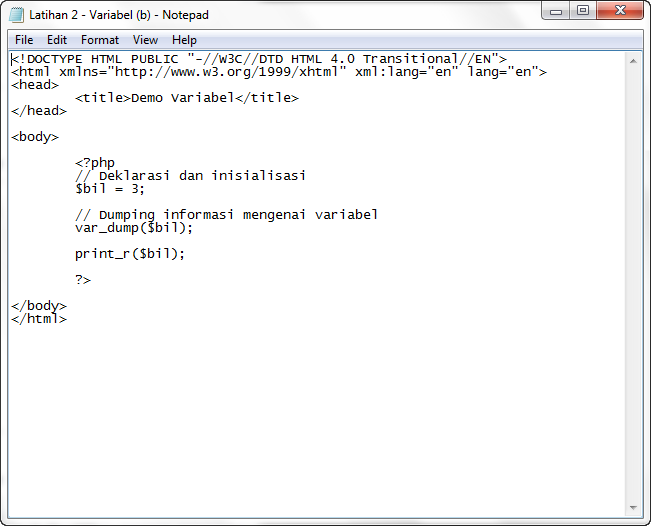 Latihan 2 - Variabel (b) - Notepad
File Edit Format View Help
<!DOCTYPE HTML PUBLIC "-//W3C//DTD HTML 4.0 Transitional//EN">
<html xmlns="http://www.w3.org/1999/xhtml" xml:lang="en" lang="en">
<head>
<title>Demo Variabel</title>
</head>
<body>
<?php
// Deklarasi dan inisialisasi
$bil = 3;
// Dumping informasi mengenai variabel
var_dump($bil);
print_r($bil);
?>
</body>
</html>